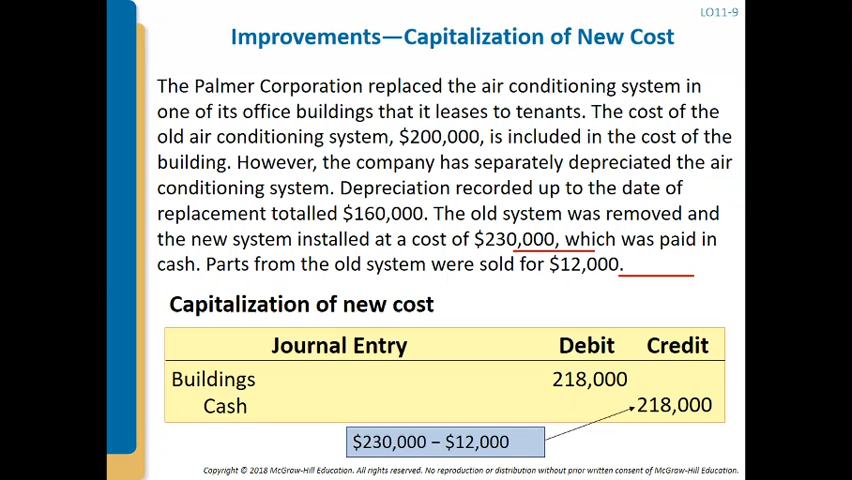 LO11-9
Improvements—Capitalization of New Cost
The Palmer Corporation replaced the air conditioning system in
one of its office buildings that it leases to tenants. The cost of the
old air conditioning system, $200,000, is included in the cost of the
building. However, the company has separately depreciated the air
conditioning system. Depreciation recorded up to the date of
replacement totalled $160,000. The old system was removed and
the new system installed at a cost of $230,000, which was paid in
cash. Parts from the old system were sold for $12,000.
Capitalization of new cost
Journal Entry Debit Credit
Buildings 218,000
Cash 218,000
$230,000 − $12,000
Copyright © 2018 McGraw-Hill Education. All rights reserved. No reproduction or distribution without prior written consent of McGraw-Hill Education.